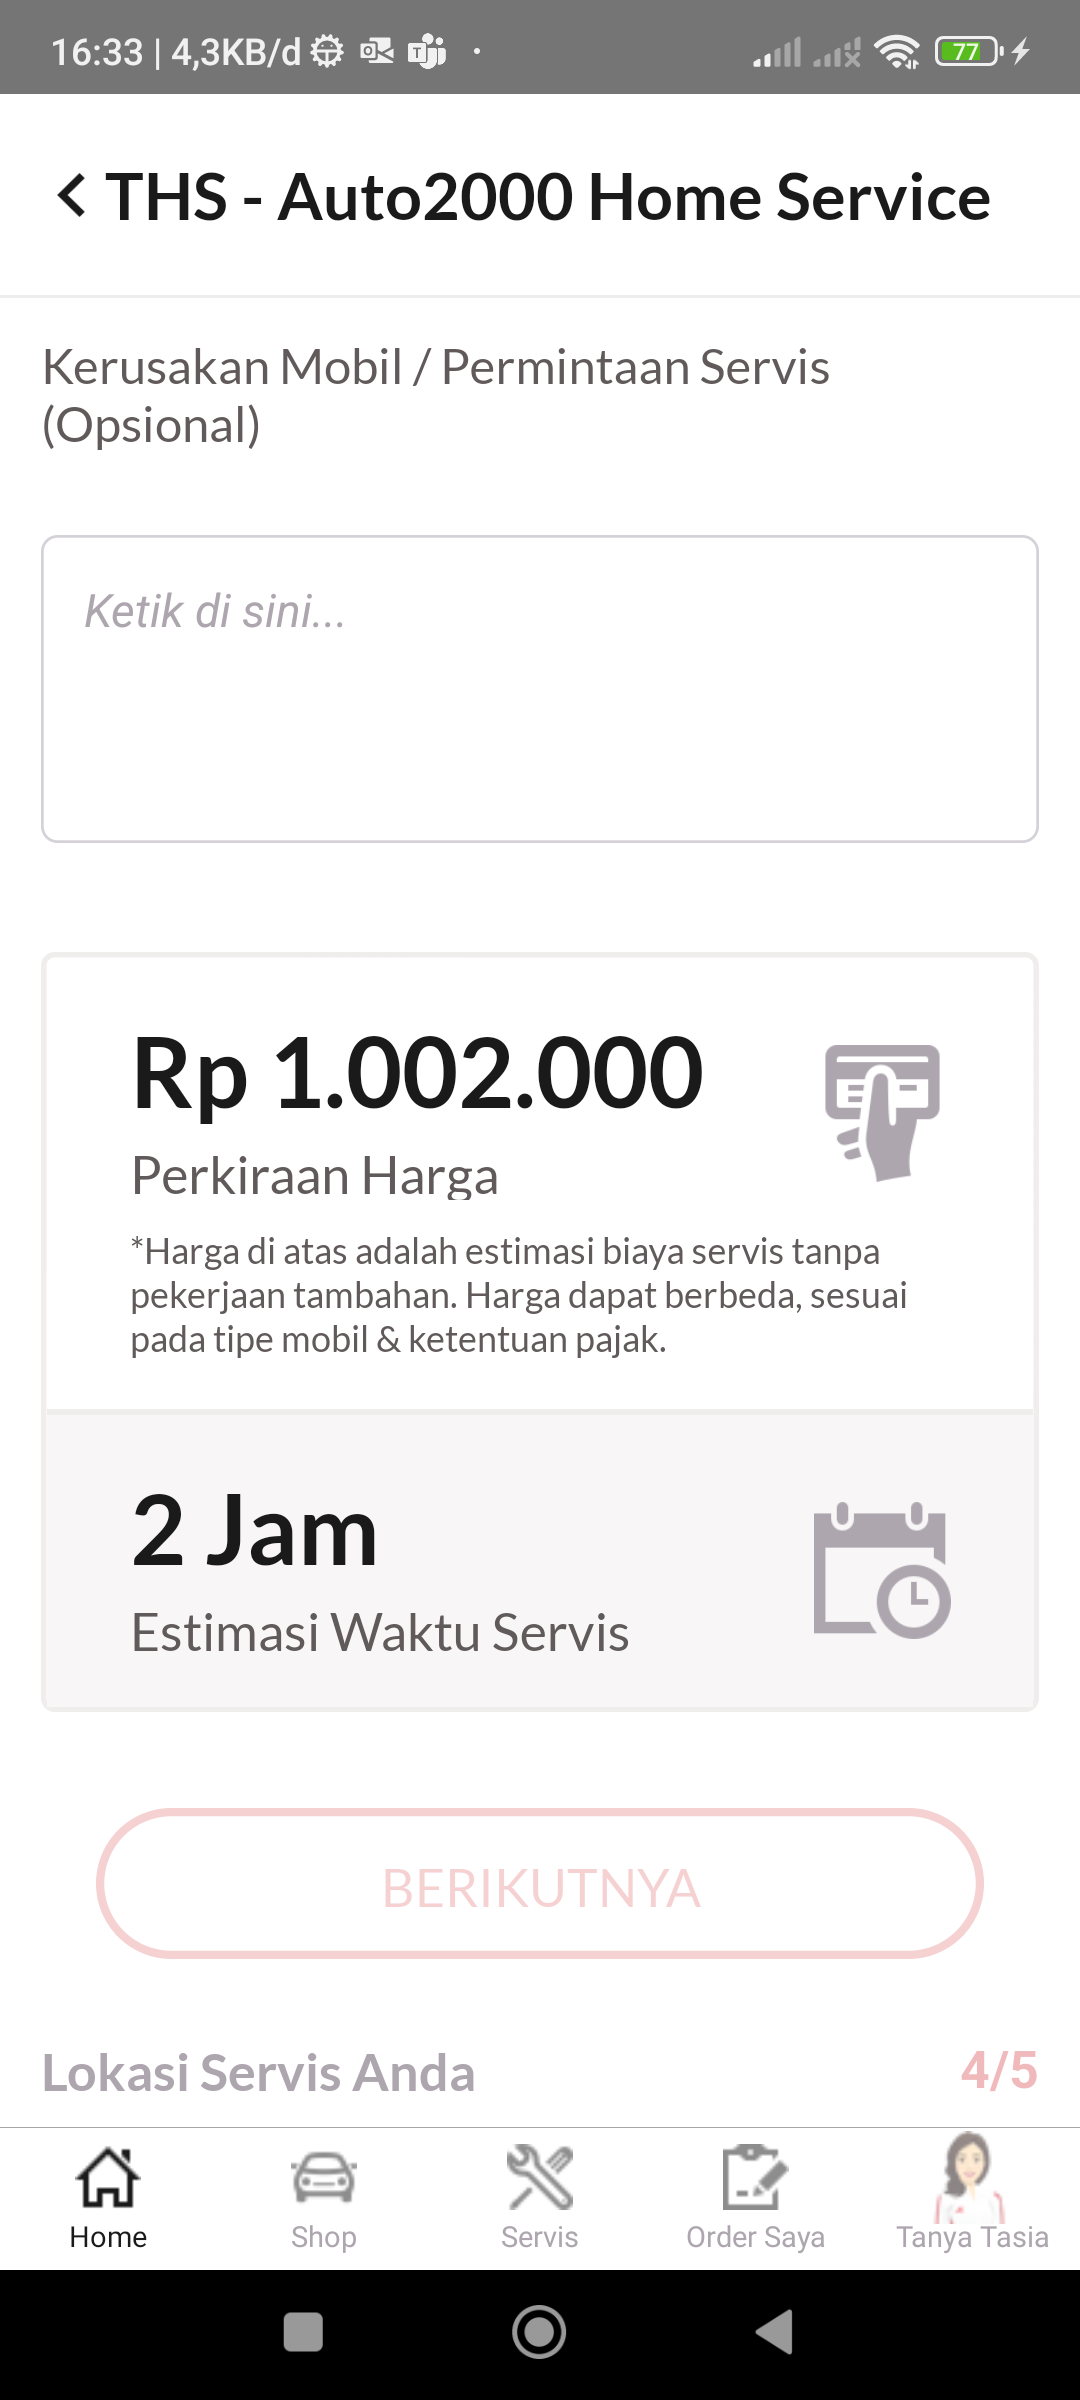 16:33 | 4,3KB/d
77
THS - Auto2000 Home Service
Kerusakan Mobil / Permintaan Servis
(Opsional)
Ketik di sini...
Rp 1.002.000
Perkiraan Harga
*Harga di atas adalah estimasi biaya servis tanpa
pekerjaan tambahan. Harga dapat berbeda, sesuai
pada tipe mobil & ketentuan pajak.
2 Jam
Estimasi Waktu Servis
BERIKUTNYA
Lokasi Servis Anda 4/5
Home Shop Servis Order Saya Tanya Tasia